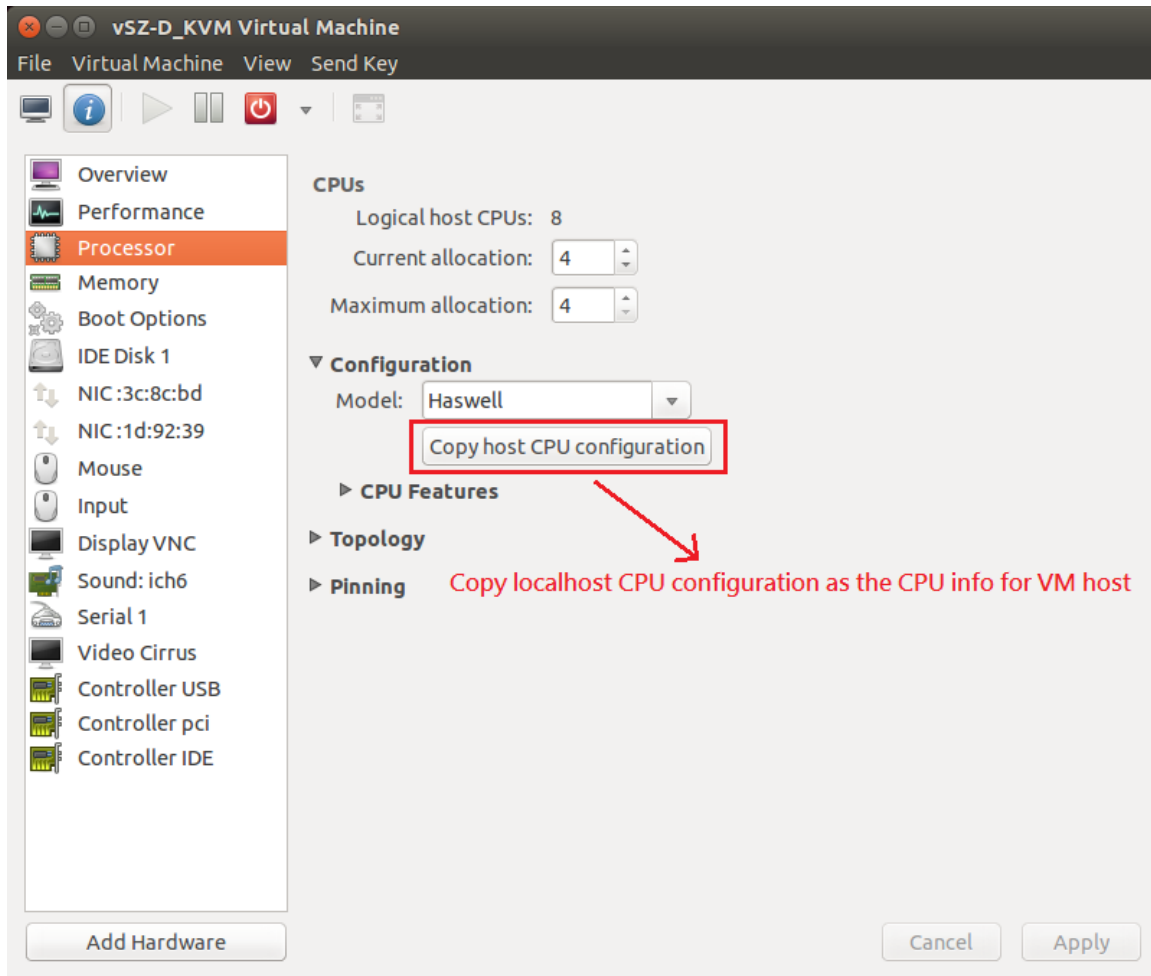 vSZ-D_KVM Virtual Machine
File Virtual Machine View Send Key
Overview
Performance
Processor
Memory
Boot Options
IDE Disk 1
NIC :3c:8c:bd
NIC :1d:92:39
Mouse
Input
Display VNC
Sound: ich6
Serial 1
Video Cirrus
Controller USB
Controller pci
Controller IDE
Add Hardware
CPUs
Logical host CPUs: 8
Current allocation: 4
Maximum allocation: 4
Configuration
Model: Haswell
Copy host CPU configuration
CPU Features
Topology
Pinning
Copy localhost CPU configuration as the CPU info for VM host
Cancel Apply